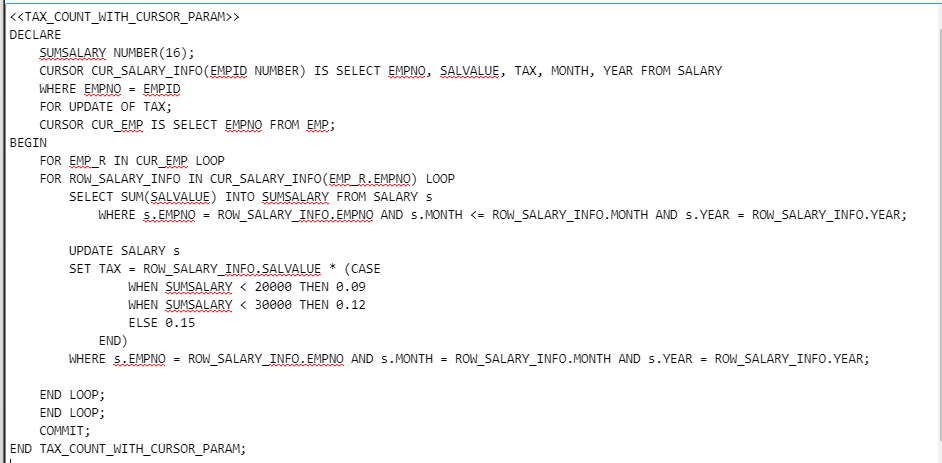 <<TAX_COUNT_WITH_CURSOR_PARAM>>
DECLARE
    SUMSALARY NUMBER(16);
    CURSOR CUR_SALARY_INFO(EMPID NUMBER) IS SELECT EMPNO, SALVALUE, TAX, MONTH, YEAR FROM SALARY
    WHERE EMPNO = EMPID
    FOR UPDATE OF TAX;
    CURSOR CUR_EMP IS SELECT EMPNO FROM EMP;
BEGIN
    FOR EMP_R IN CUR_EMP LOOP
    FOR ROW_SALARY_INFO IN CUR_SALARY_INFO(EMP_R.EMPNO) LOOP
        SELECT SUM(SALVALUE) INTO SUMSALARY FROM SALARY s
            WHERE s.EMPNO = ROW_SALARY_INFO.EMPNO AND s.MONTH <= ROW_SALARY_INFO.MONTH AND s.YEAR = ROW_SALARY_INFO.YEAR;

        UPDATE SALARY s
        SET TAX = ROW_SALARY_INFO.SALVALUE * (CASE
                WHEN SUMSALARY < 20000 THEN 0.09
                WHEN SUMSALARY < 30000 THEN 0.12
                ELSE 0.15
            END)
        WHERE s.EMPNO = ROW_SALARY_INFO.EMPNO AND s.MONTH = ROW_SALARY_INFO.MONTH AND s.YEAR = ROW_SALARY_INFO.YEAR;

    END LOOP;
    END LOOP;
    COMMIT;
END TAX_COUNT_WITH_CURSOR_PARAM;